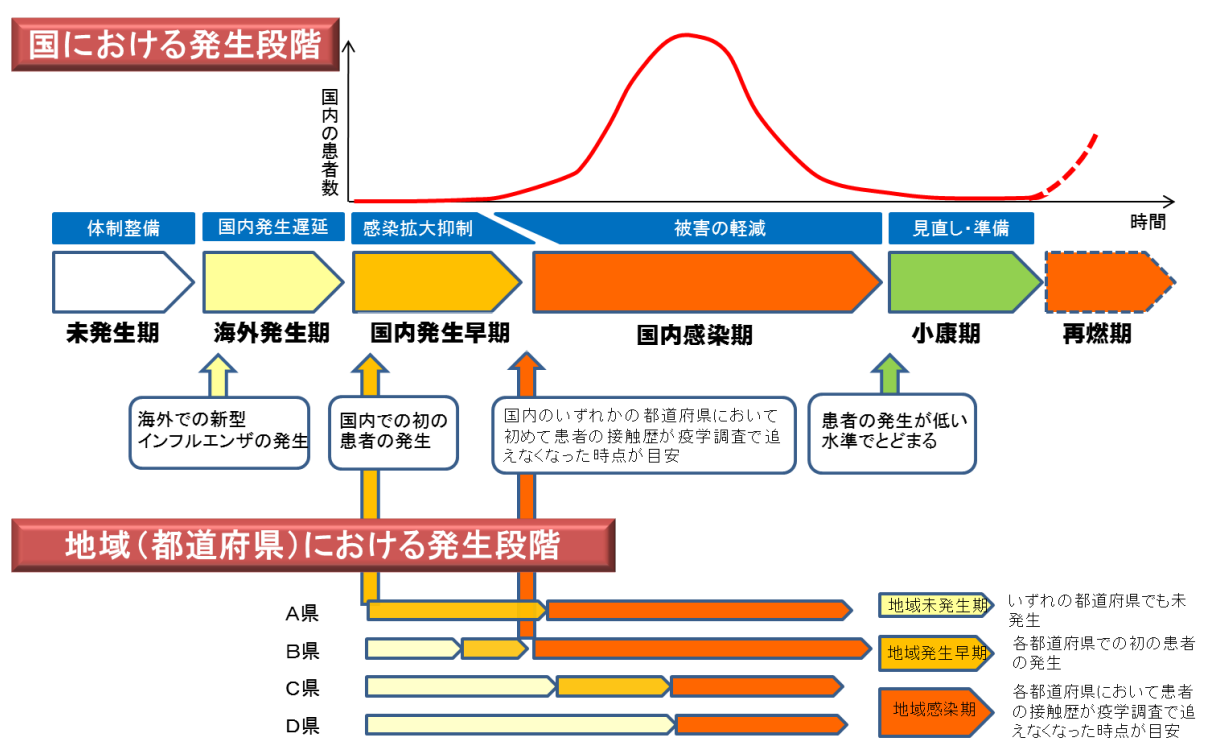 国における発生段階
国内の患者数
時間
体制整備
国内発生遅延
感染拡大抑制
被害の軽減
見直し・準備
未発生期
海外発生期
国内発生早期
国内感染期
小康期
再燃期
海外での新型
インフルエンザの発生
国内での初の
患者の発生
国内のいずれかの都道府県において
初めて患者の接触歴が疫学調査で追
えなくなった時点が目安
患者の発生が低い
水準でとどまる
地域(都道府県)における発生段階
A県
B県
C県
D県
地域未発生期
いずれの都道府県でも未
発生
地域発生早期
各都道府県での初の患者
の発生
地域感染期
各都道府県において患者
の接触歴が疫学調査で追
えなくなった時点が目安